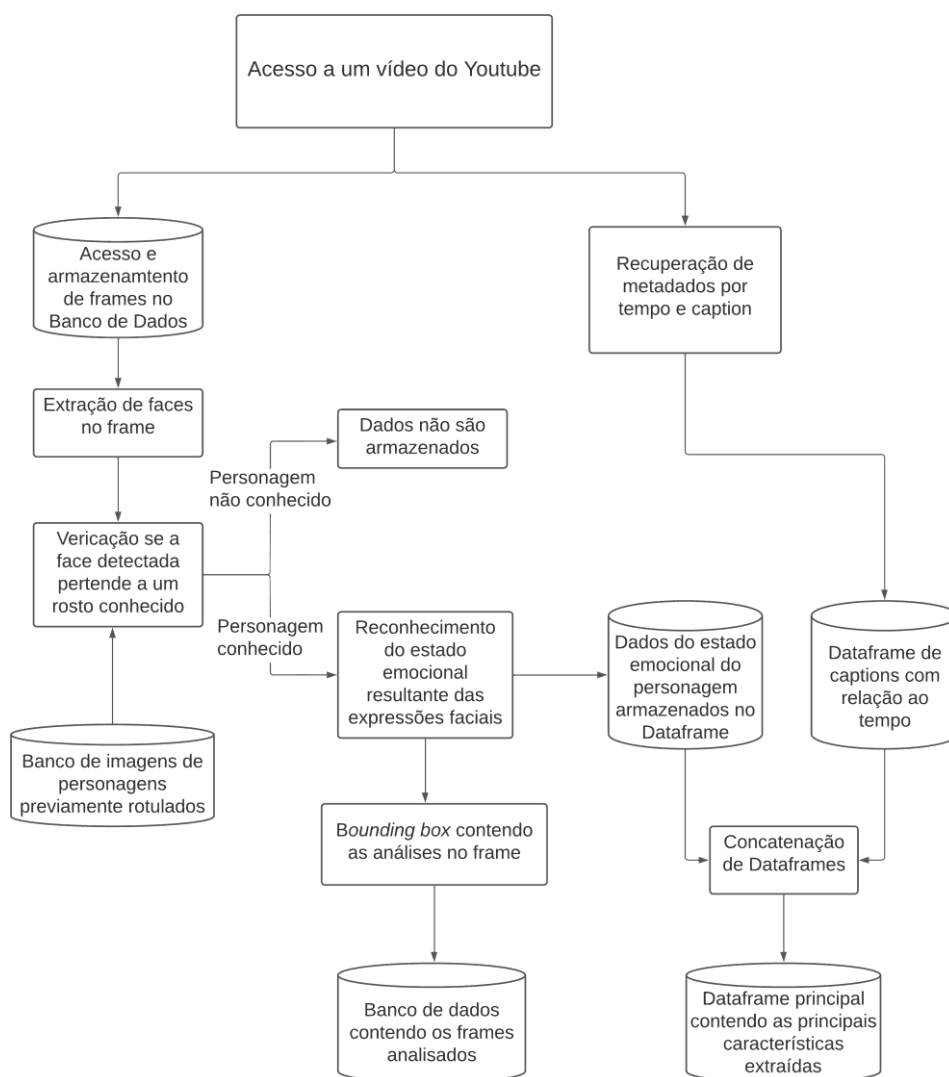 Acesso a um vídeo do Youtube
Acesso e
armazenamtento
de frames no
Banco de Dados
Recuperação de
metadados por
tempo e caption
Extração de faces
no frame
Dados não são
armazenados
Personagem
não conhecido
Vericação se a
face detectada
pertende a um
rosto conhecido
Personagem
conhecido
Reconhecimento
do estado
emocional
resultante das
expressões faciais
Dados do estado
emocional do
personagem
armazenados no
Dataframe
Dataframe de
captions com
relação ao
tempo
Banco de imagens de
personagens
previamente rotulados
Bounding box contendo
as análises no frame
Concatenação
de Dataframes
Banco de dados
contendo os frames
analisados
Dataframe principal
contendo as principais
característificas
extraídas